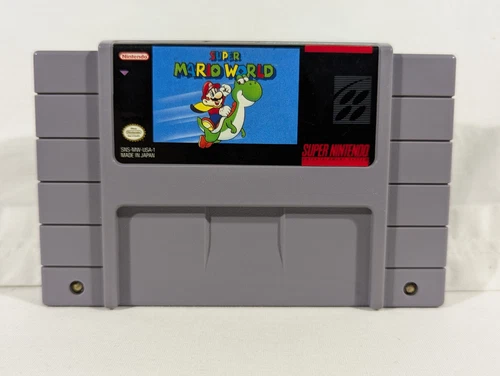 Nintendo
SUPER
MARIO WORLD
SNS-MW-USA-1
MADE IN JAPAN
SUPER NINTENDO